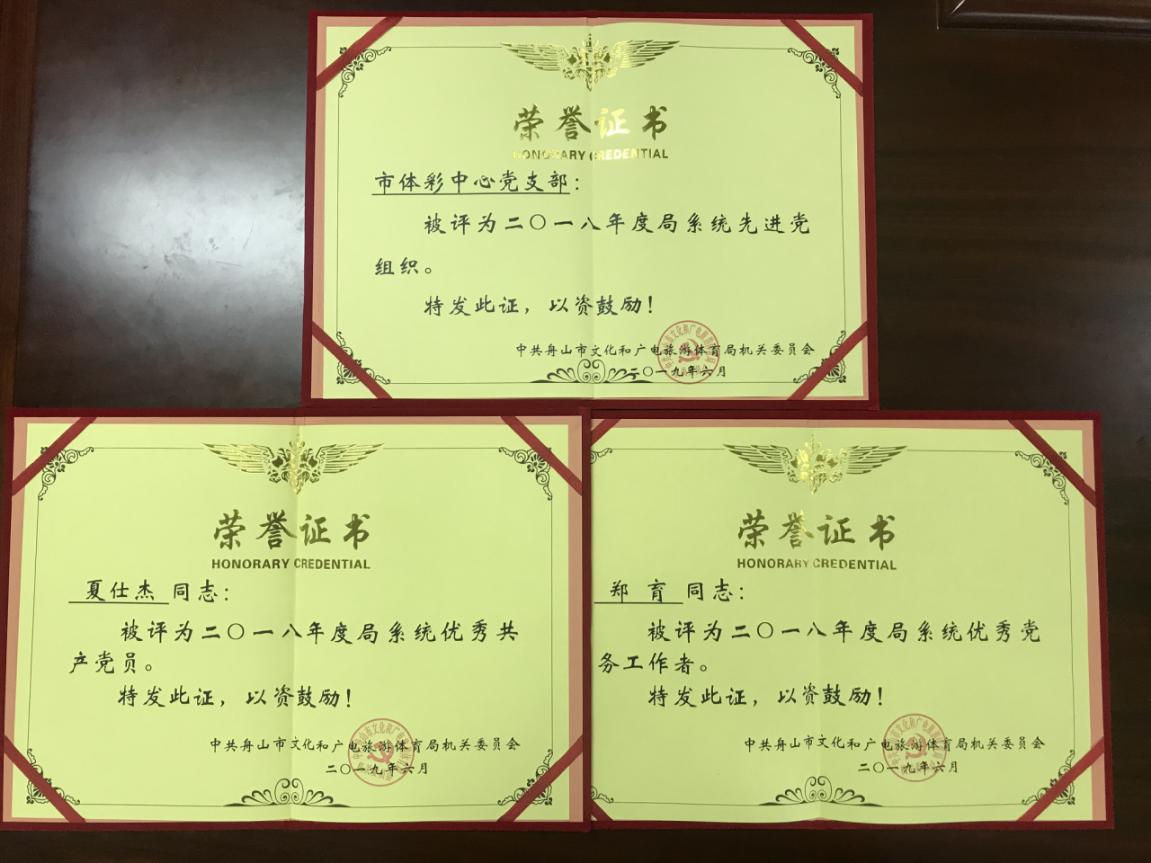 荣誉证书
HONORARY CREDENTIAL
市体彩中心党支部：
被评为二〇一八年度局系统先进党
组织。
特发此证，以资鼓励！
中共舟山市文化和广电旅游体育局机关委员会
二〇一九年六月
荣誉证书
HONORARY CREDENTIAL
夏仕杰 同志：
被评为二〇一八年度局系统优秀共
产党员。
特发此证，以资鼓励！
中共舟山市文化和广电旅游体育局机关委员会
二〇一九年六月
荣誉证书
HONORARY CREDENTIAL
郑育 同志：
被评为二〇一八年度局系统优秀党
务工作者。
特发此证，以资鼓励！
中共舟山市文化和广电旅游体育局机关委员会
二〇一九年六月